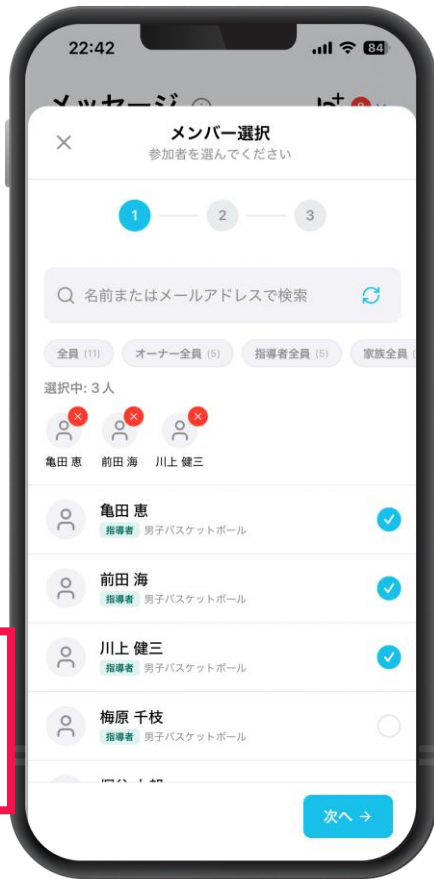 22:42
84
メッセージ
メンバー選択
参加者を選んでください
1
2
3
名前またはメールアドレスで検索
全員 (11)
オーナー全員 (5)
指導者全員 (5)
家族全員
選択中: 3人
亀田 恵
前田 海
川上 健三
亀田 恵
指導者 男子バスケットボール
前田 海
指導者 男子バスケットボール
川上 健三
指導者 男子バスケットボール
梅原 千枝
指導者 男子バスケットボール
次へ →